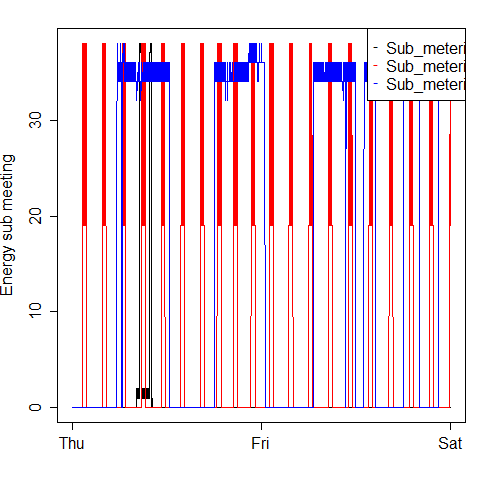 - Sub_meteri
- Sub_meteri
- Sub_meteri
Energy sub meeting
30
20
10
0
Thu Fri Sat